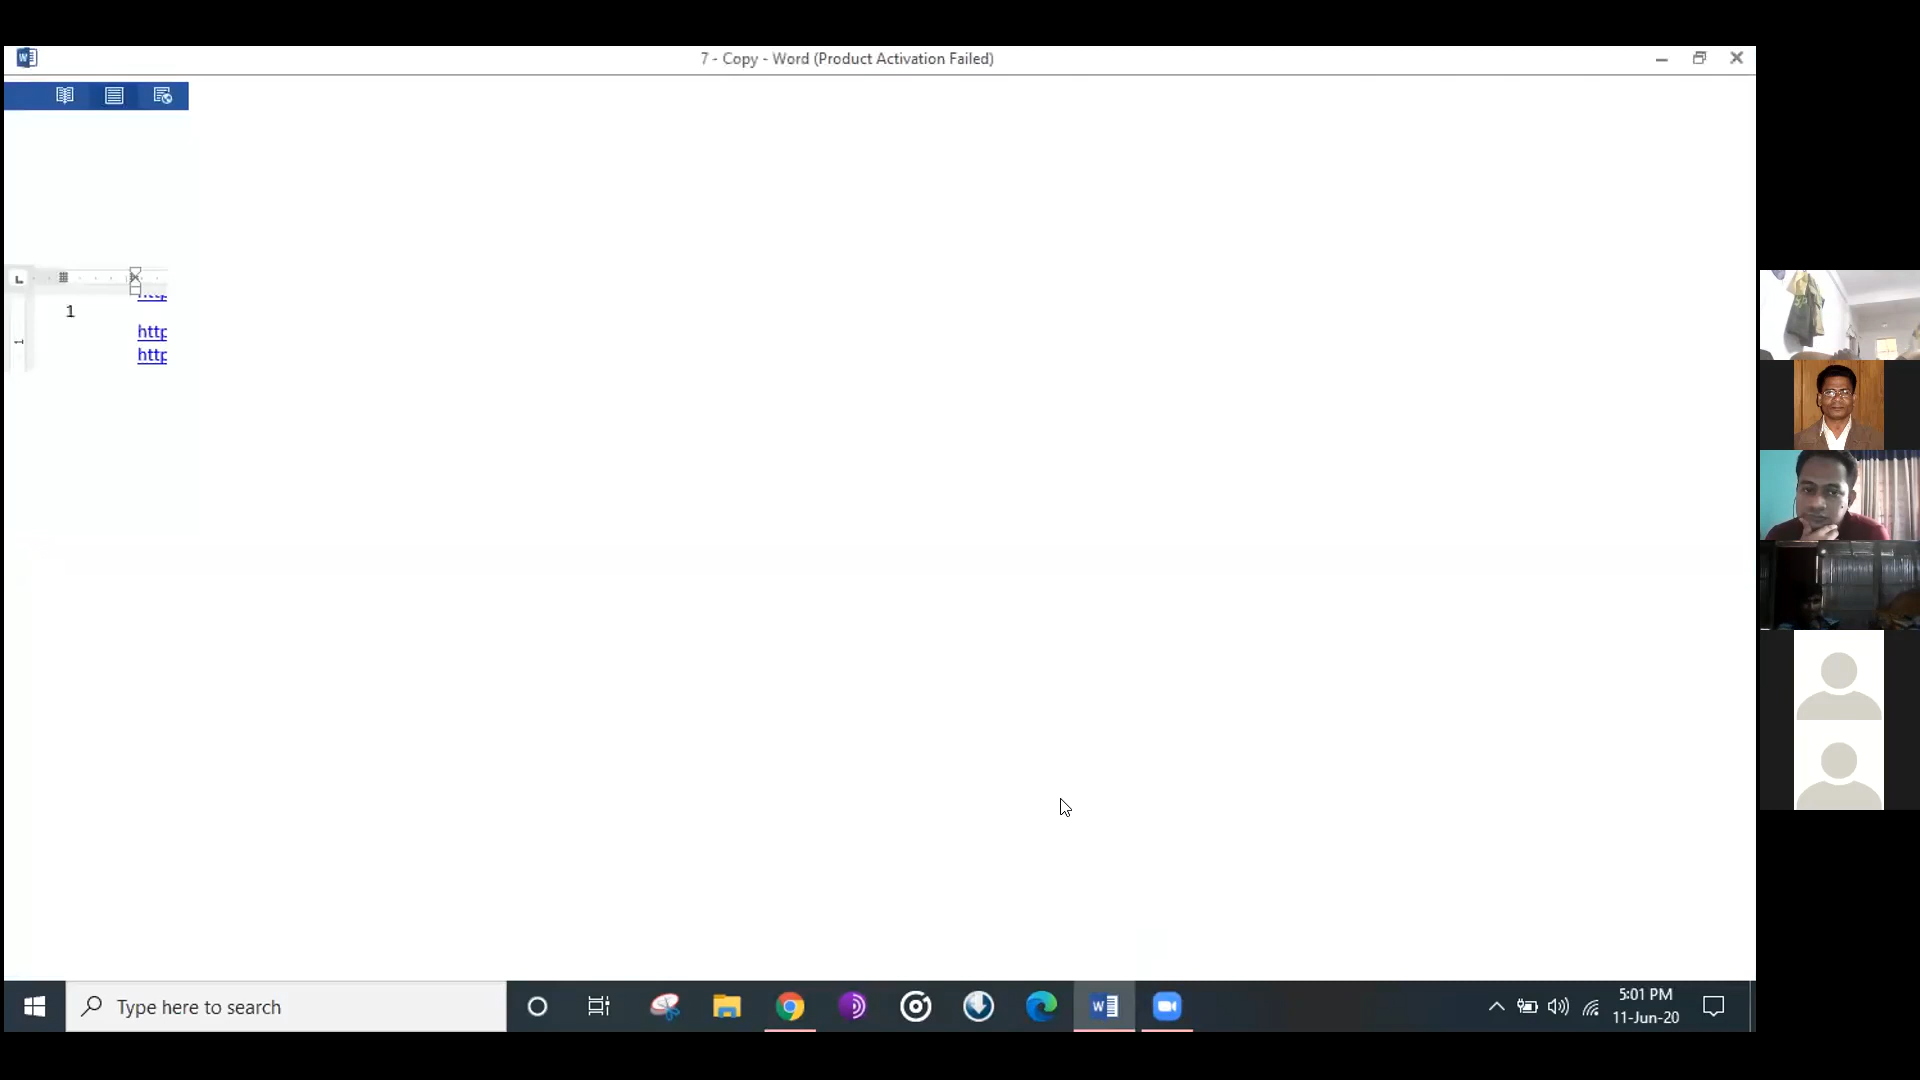 7 - Copy - Word (Product Activation Failed)
1
http
http
Type here to search
5:01 PM
11-Jun-20